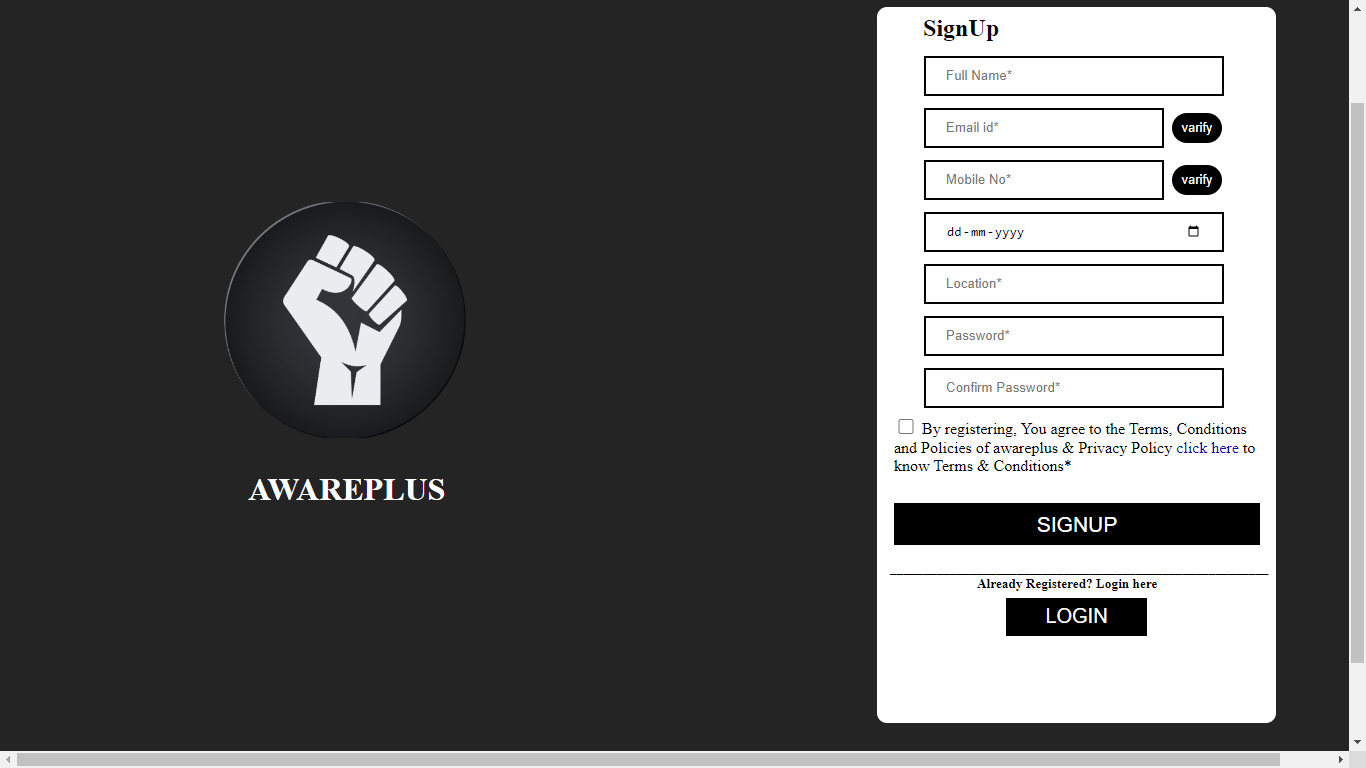 SignUp
Full Name*
Email id*
varify
Mobile No*
varify
dd-mm-yyyy
Location*
Password*
Confirm Password*
By registering, You agree to the Terms, Conditions
and Policies of awareplus & Privacy Policy click here to
know Terms & Conditions*
AWAREPLUS
SIGNUP
Already Registered? Login here
LOGIN